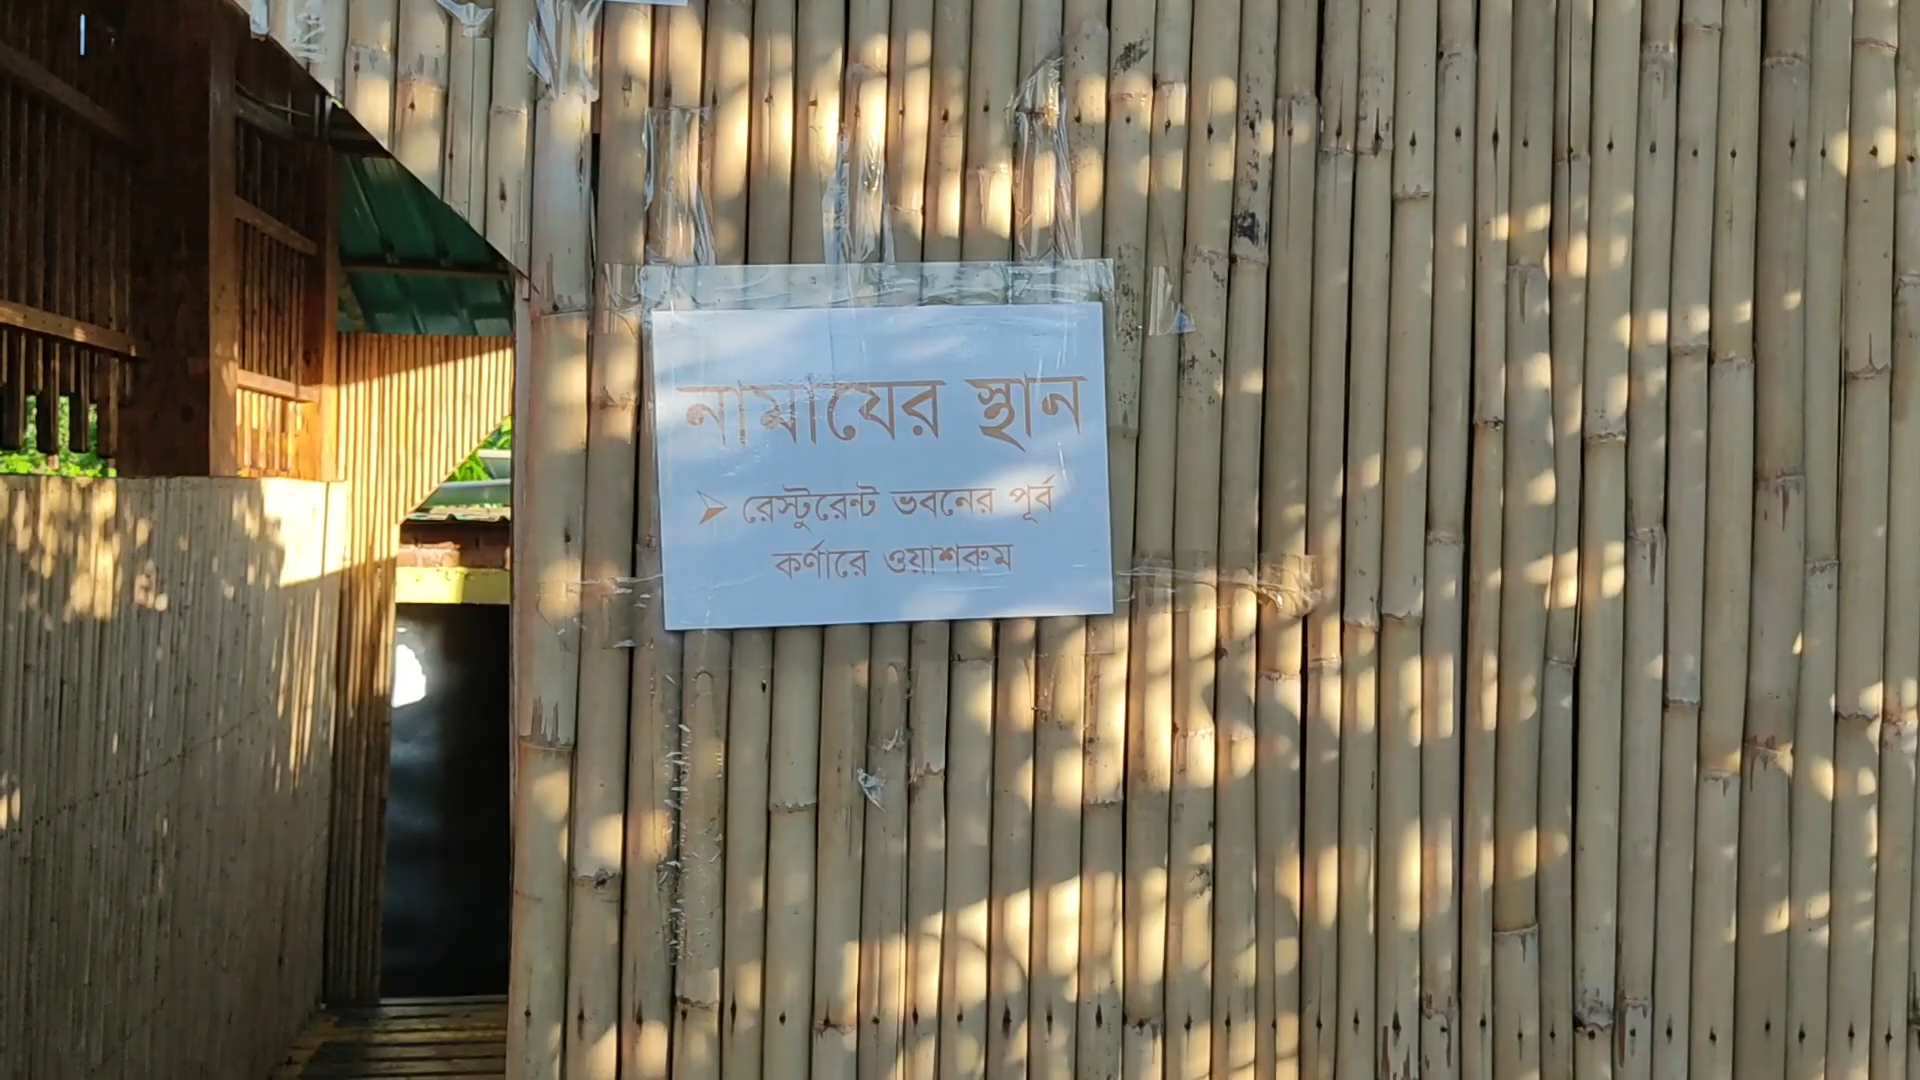 নামাযের স্থান
➢ রেস্টুরেন্ট ভবনের পূর্ব
কর্ণারে ওয়াশরুম